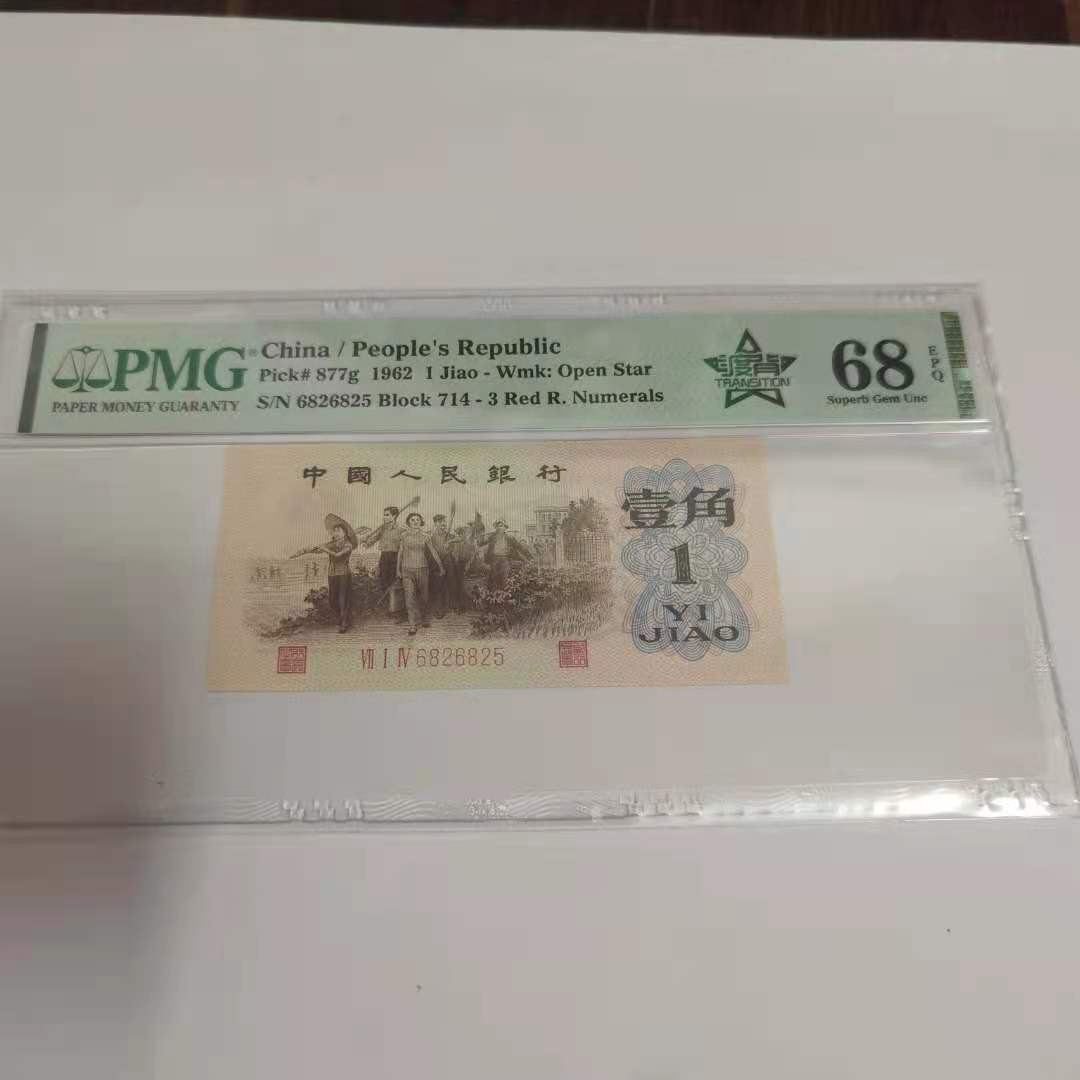 PMG®
PAPER MONEY GUARANTY
China / People's Republic
Pick# 877g 1962 1 Jiao - Wmk: Open Star
S/N 6826825 Block 714 - 3 Red R. Numerals
渡背
TRANSITION
68
EPQ
Superb Gem Unc
中國人民銀行
壹角
1
YI
JIAO
VII I IV 6826825